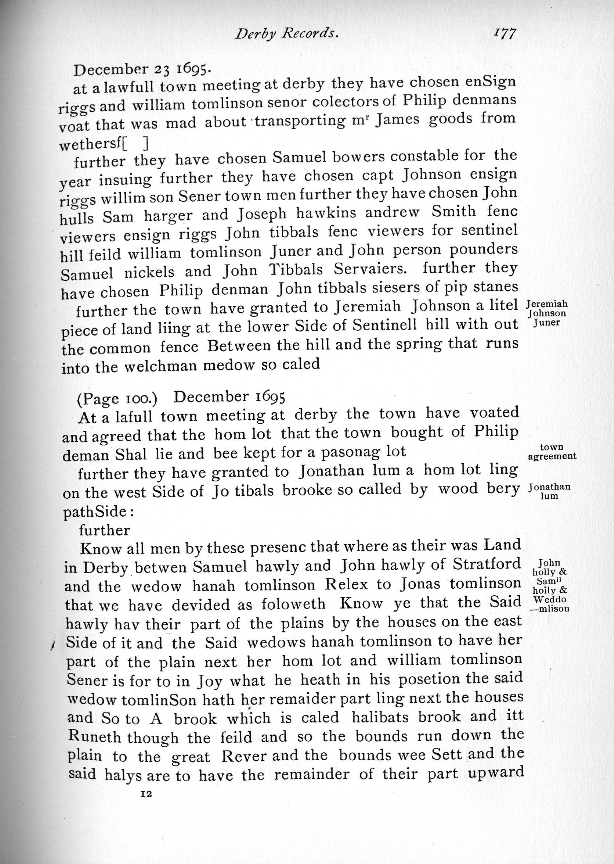 Derby Records. 177
December 23 1695.
at a lawfull town meeting at derby they have chosen enSign
riggs and william tomlinson senor colectors of Philip denmans
voat that was mad about transporting mr James goods from
wethersf[ ]
further they have chosen Samuel bowers constable for the
year insuing further they have chosen capt Johnson ensign
riggs willim son Sener town men further they have chosen John
hulls Sam harger and Joseph hawkins andrew Smith fenc
viewers ensign riggs John tibbals fenc viewers for sentinel
hill feild william tomlinson Juner and John person pounders
Samuel nickels and John Tibbals Servaiers. further they
have chosen Philip denman John tibbals siesers of pip stanes
further the town have granted to Jeremiah Johnson a litel
piece of land liing at the lower Side of Sentinell hill with out
the common fence Between the hill and the spring that runs
into the welchman medow so caled
Jeremiah
Johnson
Juner
(Page 100.) December 1695
At a lafull town meeting at derby the town have voated
and agreed that the hom lot that the town bought of Philip
deman Shal lie and bee kept for a pasonag lot
town
agreement
further they have granted to Jonathan lum a hom lot ling
on the west Side of Jo tibals brooke so called by wood bery
pathSide:
Jonathan
lum
further
Know all men by these presenc that where as their was Land
in Derby betwen Samuel hawly and John hawly of Stratford
and the wedow hanah tomlinson Relex to Jonas tomlinson
that we have devided as foloweth Know ye that the Said
hawly hav their part of the plains by the houses on the east
Side of it and the Said wedows hanah tomlinson to have her
part of the plain next her hom lot and william tomlinson
Sener is for to in Joy what he heath in his posetion the said
wedow tomlinSon hath her remaider part ling next the houses
and So to A brook which is caled halibats brook and itt
Runeth though the feild and so the bounds run down the
plain to the great Rever and the bounds wee Sett and the
said halys are to have the remainder of their part upward
John
holly &
Samll
holly &
Weddo
—mlison
12